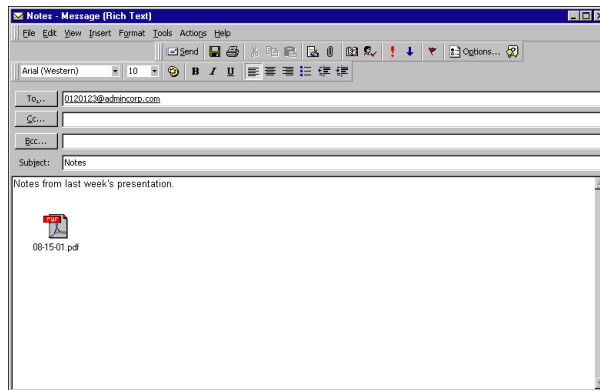 Notes - Message (Rich Text)
File Edit View Insert Format Tools Actions Help
Send Options...
Arial (Western) 10 B I U
To... 0120123@admincorp.com
Cc...
Bcc...
Subject: Notes
Notes from last week's presentation.
PDF
08-15-01.pdf